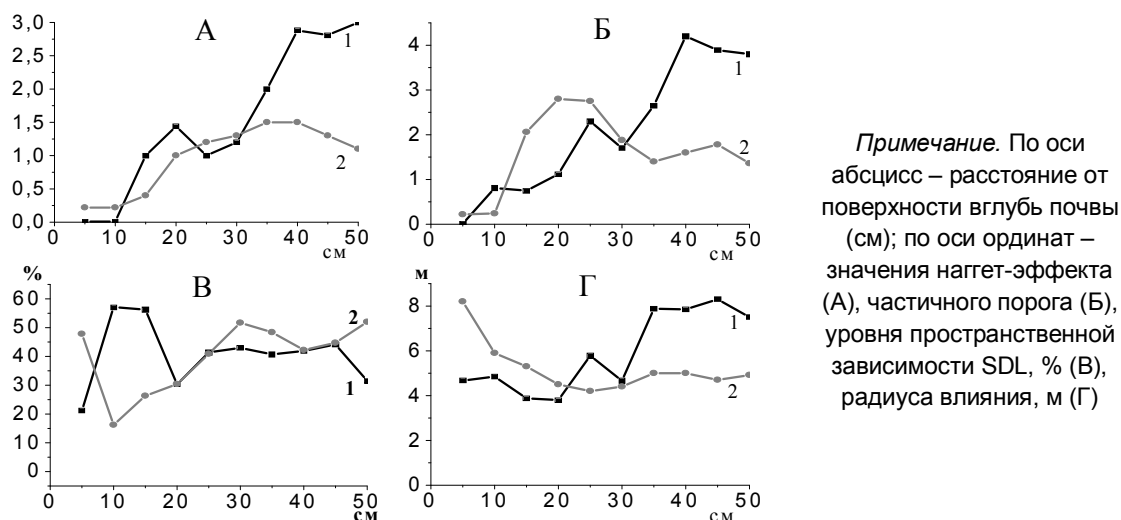 3,0
2,5
2,0
1,5
1,0
0,5
0,0
А
1
2
0 10 20 30 40 50
см
4
3
2
1
0
Б
1
2
0 10 20 30 40 50
см
%
60
50
40
30
20
10
0
В
2
1
0 10 20 30 40 50
см
м
8
6
4
2
0
Г
1
2
0 10 20 30 40 50
см
Примечание. По оси
абсцисс – расстояние от
поверхности вглубь почвы
(см); по оси ординат –
значения наггет-эффекта
(А), частичного порога (Б),
уровня пространственной
зависимости SDL, % (В),
радиуса влияния, м (Г)